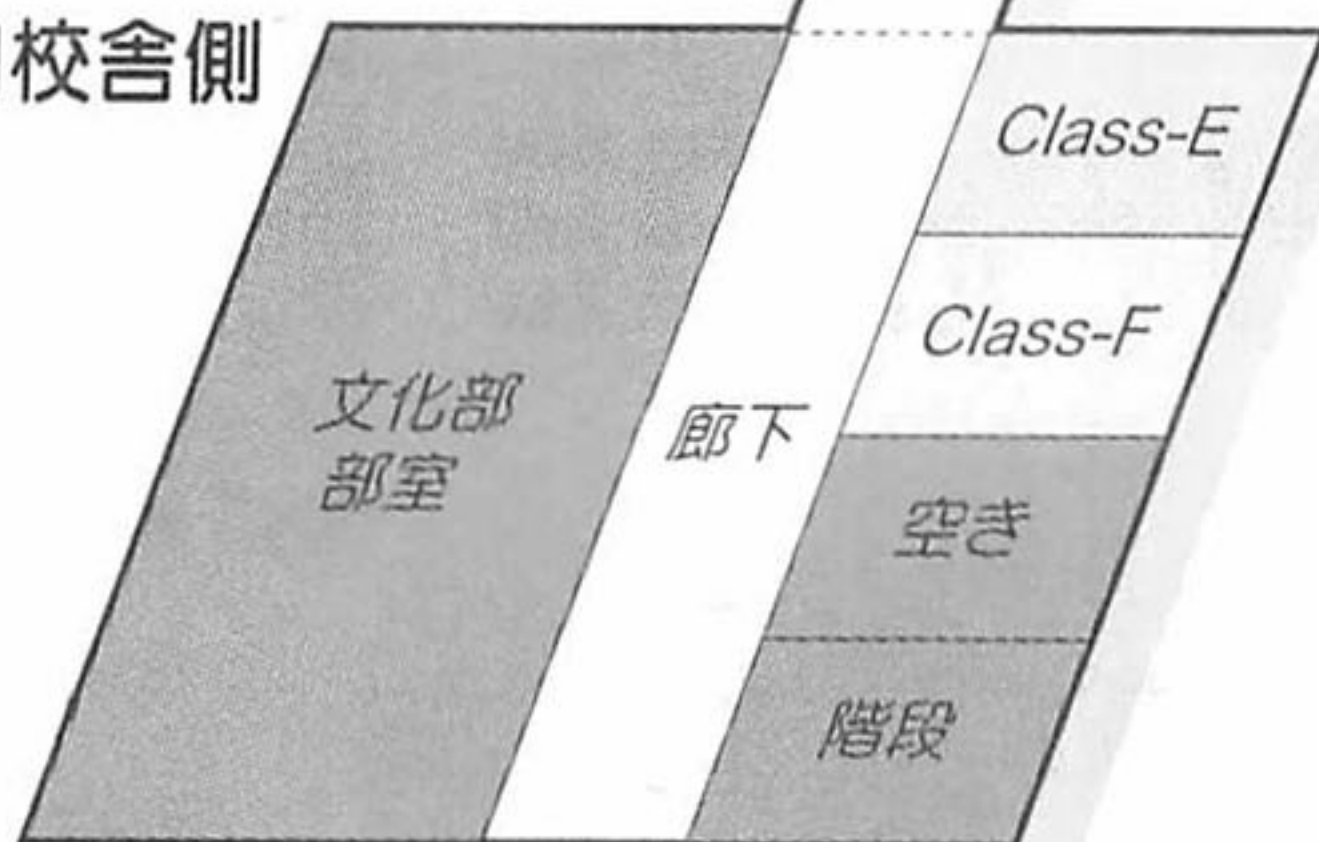 校舎側
Class-E
Class-F
文化部
部室
廊下
空き
階段